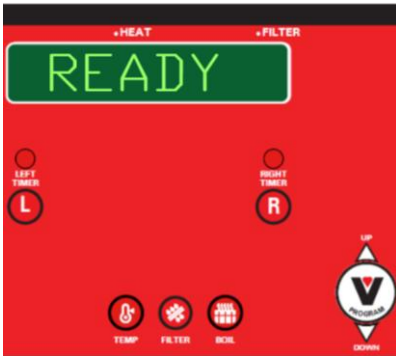 •HEAT •FILTER
READY
LEFT TIMER
RIGHT TIMER
L
R
UP
V
PROGRAM
TEMP
FILTER
BOIL
DOWN